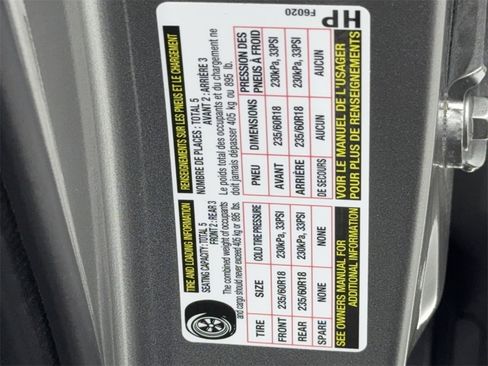 TIRE AND LOADING INFORMATION
SEATING CAPACITY: TOTAL 5
FRONT 2 : REAR 3
The combined weight of occupants
and cargo should never exceed 405 kg or 895 lbs.
TIRE SIZE COLD TIRE PRESSURE
FRONT 235/60R18 230kPa, 33PSI
REAR 235/60R18 230kPa, 33PSI
SPARE NONE NONE
SEE OWNERS MANUAL FOR
ADDITIONAL INFORMATION
RENSEIGNEMENTS SUR LES PNEUS ET LE CHARGEMENT
NOMBRE DE PLACES : TOTAL 5
AVANT 2 : ARRIÈRE 3
Le poids total des occupants et du chargement ne
doit jamais dépasser 405 kg ou 895 lb.
PNEU DIMENSIONS PRESSION DES
PNEUS À FROID
AVANT 235/60R18 230kPa, 33PSI
ARRIÈRE 235/60R18 230kPa, 33PSI
DE SECOURS AUCUN AUCUN
VOIR LE MANUEL DE L'USAGER
POUR PLUS DE RENSEIGNEMENTS
F6020
HP